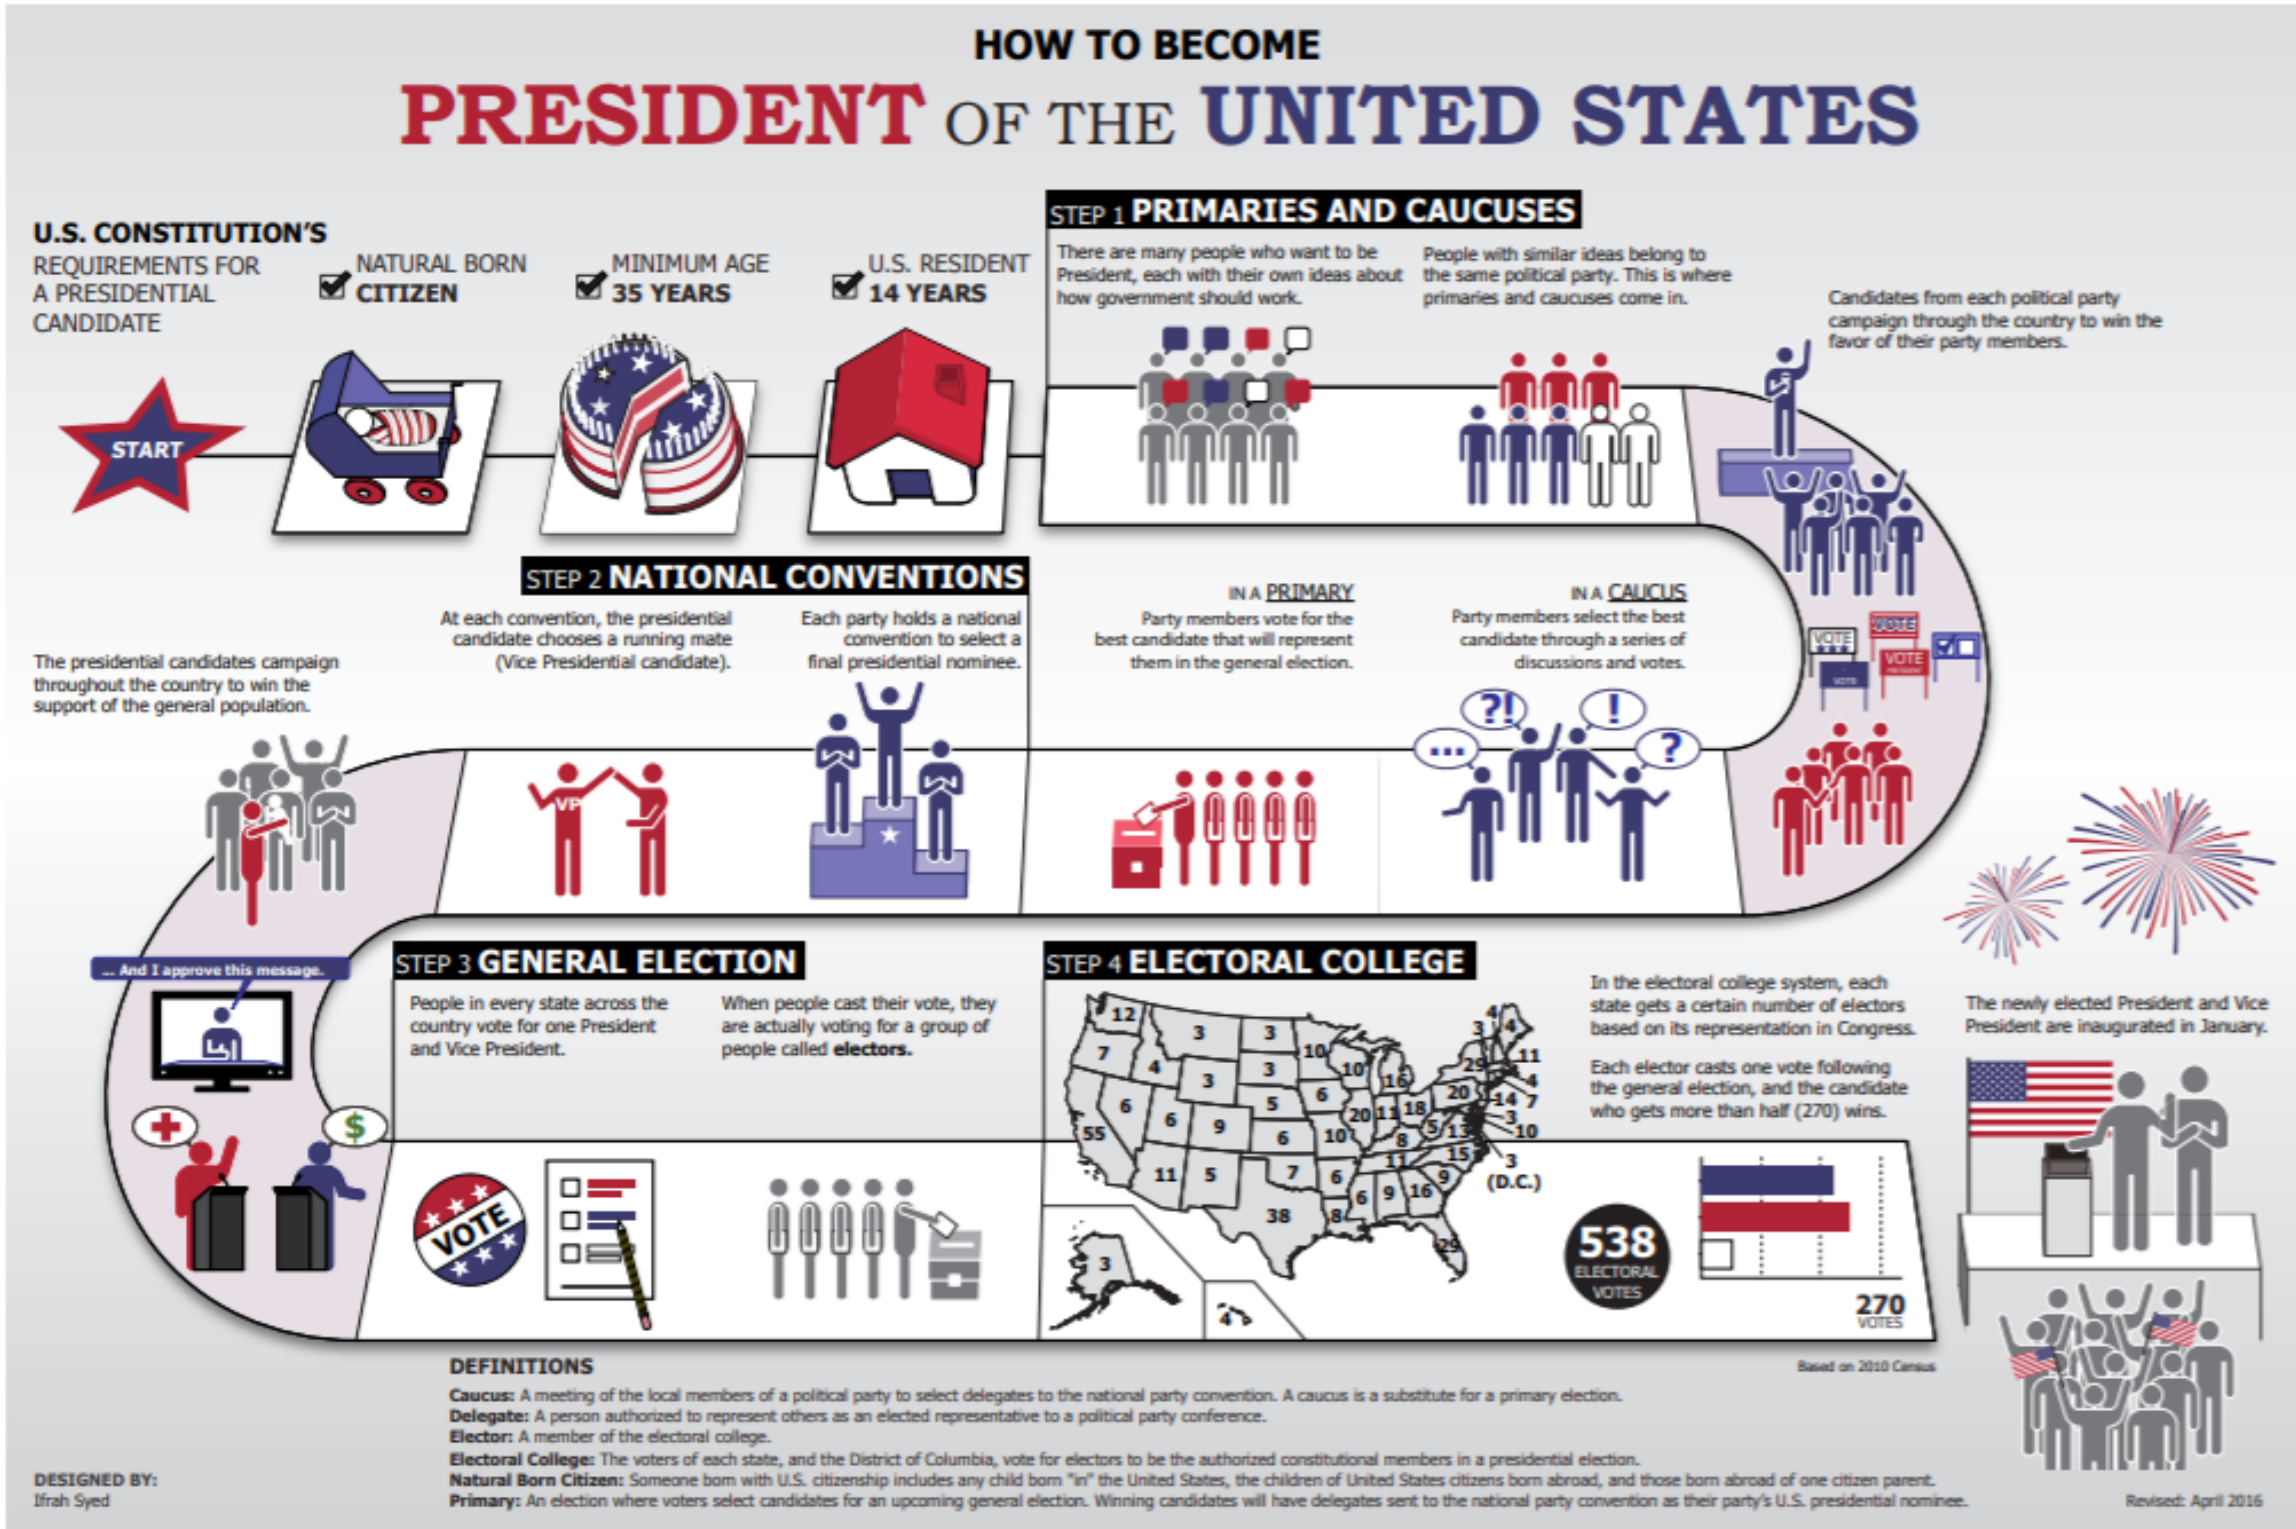 HOW TO BECOME
PRESIDENT OF THE UNITED STATES
U.S. CONSTITUTION'S
REQUIREMENTS FOR
A PRESIDENTIAL
CANDIDATE
NATURAL BORN
CITIZEN
MINIMUM AGE
35 YEARS
U.S. RESIDENT
14 YEARS
START
STEP 1 PRIMARIES AND CAUCUSES
There are many people who want to be
President, each with their own ideas about
how government should work.
People with similar ideas belong to
the same political party. This is where
primaries and caucuses come in.
Candidates from each political party
campaign through the country to win the
favor of their party members.
VOTE
VOTE
VOTE
VOTE
IN A CAUCUS
Party members select the best
candidate through a series of
discussions and votes.
...
?!
!
?
IN A PRIMARY
Party members vote for the
best candidate that will represent
them in the general election.
STEP 2 NATIONAL CONVENTIONS
Each party holds a national
convention to select a
final presidential nominee.
At each convention, the presidential
candidate chooses a running mate
(Vice Presidential candidate).
VP
The presidential candidates campaign
throughout the country to win the
support of the general population.
... And I approve this message.
$
STEP 3 GENERAL ELECTION
People in every state across the
country vote for one President
and Vice President.
When people cast their vote, they
are actually voting for a group of
people called electors.
VOTE
STEP 4 ELECTORAL COLLEGE
12
3
3
10
4
3
4
7
4
3
3
10
16
29
11
4
6
6
9
5
6
20
11
18
20
14
7
3
10
55
6
10
8
5
13
3
(D.C.)
11
5
7
6
11
15
9
38
8
6
9
16
29
3
4
In the electoral college system, each
state gets a certain number of electors
based on its representation in Congress.
Each elector casts one vote following
the general election, and the candidate
who gets more than half (270) wins.
538
ELECTORAL
VOTES
270
VOTES
Based on 2010 Census
The newly elected President and Vice
President are inaugurated in January.
DEFINITIONS
Caucus: A meeting of the local members of a political party to select delegates to the national party convention. A caucus is a substitute for a primary election.
Delegate: A person authorized to represent others as an elected representative to a political party conference.
Elector: A member of the electoral college.
Electoral College: The voters of each state, and the District of Columbia, vote for electors to be the authorized constitutional members in a presidential election.
Natural Born Citizen: Someone born with U.S. citizenship includes any child born "in" the United States, the children of United States citizens born abroad, and those born abroad of one citizen parent.
Primary: An election where voters select candidates for an upcoming general election. Winning candidates will have delegates sent to the national party convention as their party's U.S. presidential nominee.
DESIGNED BY:
Ifrah Syed
Revised: April 2016